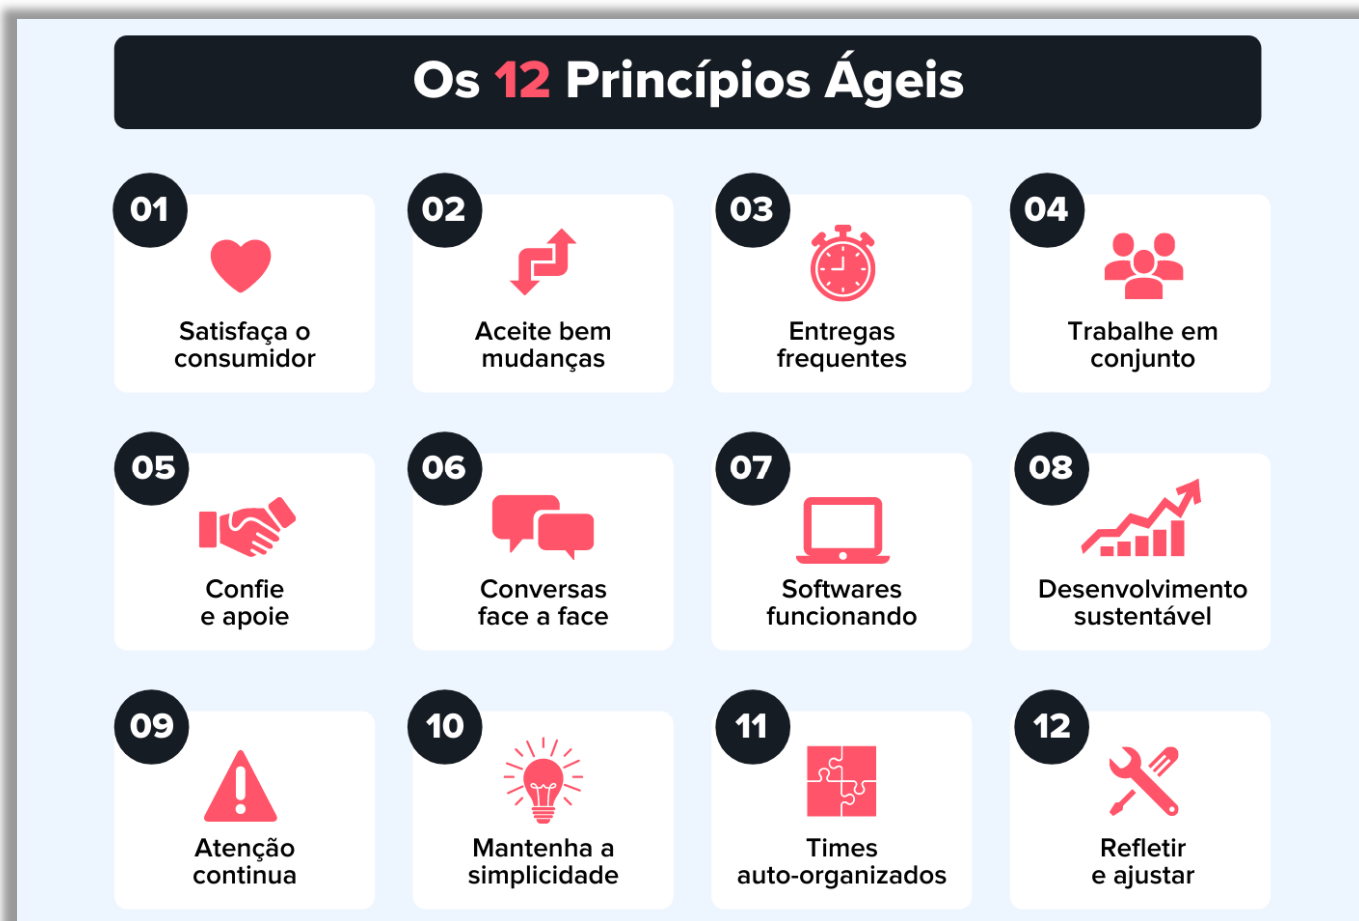 Os 12 Princípios Ágeis
01
Satisfaça o
consumidor
02
Aceite bem
mudanças
03
Entregas
frequentes
04
Trabalhe em
conjunto
05
Confie
e apoie
06
Conversas
face a face
07
Softwares
funcionando
08
Desenvolvimento
sustentável
09
Atenção
continua
10
Mantenha a
simplicidade
11
Times
auto-organizados
12
Refletir
e ajustar